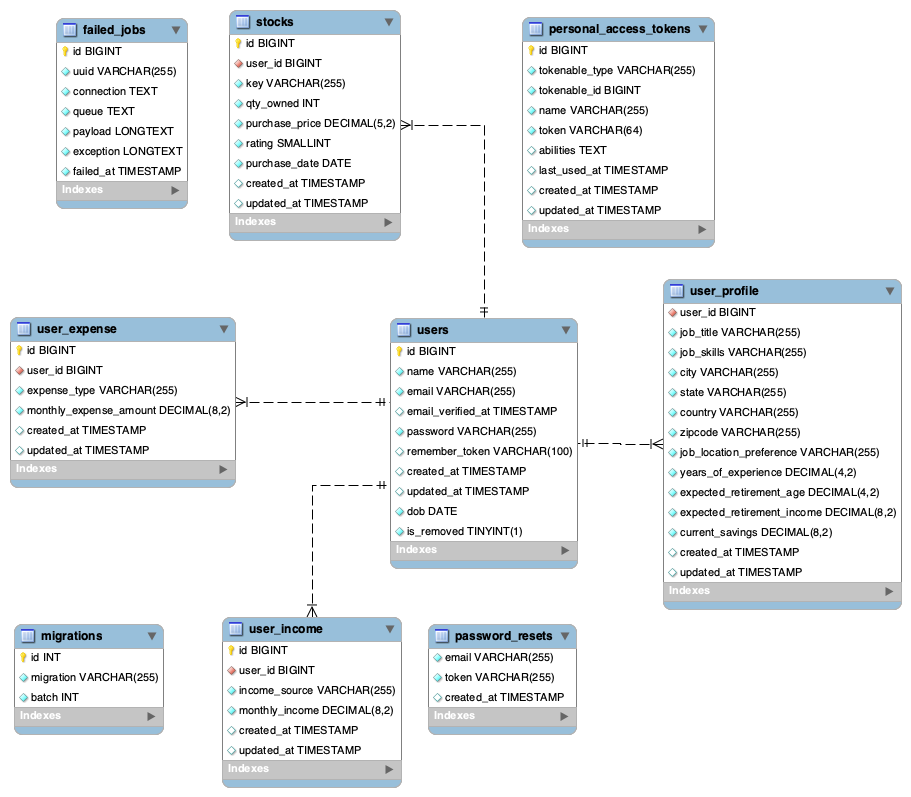 failed_jobs
id BIGINT
uuid VARCHAR(255)
connection TEXT
queue TEXT
payload LONGTEXT
exception LONGTEXT
failed_at TIMESTAMP
Indexes
stocks
id BIGINT
user_id BIGINT
key VARCHAR(255)
qty_owned INT
purchase_price DECIMAL(5,2)
rating SMALLINT
purchase_date DATE
created_at TIMESTAMP
updated_at TIMESTAMP
Indexes
personal_access_tokens
id BIGINT
tokenable_type VARCHAR(255)
tokenable_id BIGINT
name VARCHAR(255)
token VARCHAR(64)
abilities TEXT
last_used_at TIMESTAMP
created_at TIMESTAMP
updated_at TIMESTAMP
Indexes
user_expense
id BIGINT
user_id BIGINT
expense_type VARCHAR(255)
monthly_expense_amount DECIMAL(8,2)
created_at TIMESTAMP
updated_at TIMESTAMP
Indexes
users
id BIGINT
name VARCHAR(255)
email VARCHAR(255)
email_verified_at TIMESTAMP
password VARCHAR(255)
remember_token VARCHAR(100)
created_at TIMESTAMP
updated_at TIMESTAMP
dob DATE
is_removed TINYINT(1)
Indexes
user_profile
user_id BIGINT
job_title VARCHAR(255)
job_skills VARCHAR(255)
city VARCHAR(255)
state VARCHAR(255)
country VARCHAR(255)
zipcode VARCHAR(255)
job_location_preference VARCHAR(255)
years_of_experience DECIMAL(4,2)
expected_retirement_age DECIMAL(4,2)
expected_retirement_income DECIMAL(8,2)
current_savings DECIMAL(8,2)
created_at TIMESTAMP
updated_at TIMESTAMP
Indexes
migrations
id INT
migration VARCHAR(255)
batch INT
Indexes
user_income
id BIGINT
user_id BIGINT
income_source VARCHAR(255)
monthly_income DECIMAL(8,2)
created_at TIMESTAMP
updated_at TIMESTAMP
Indexes
password_resets
email VARCHAR(255)
token VARCHAR(255)
created_at TIMESTAMP
Indexes